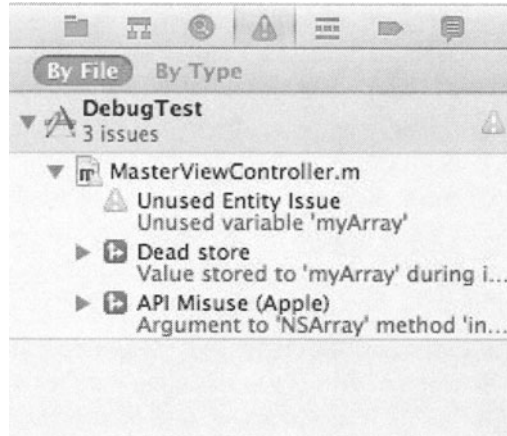 By File By Type
DebugTest
3 issues
MasterViewController.m
Unused Entity Issue
Unused variable 'myArray'
Dead store
Value stored to 'myArray' during i...
API Misuse (Apple)
Argument to 'NSArray' method 'in...